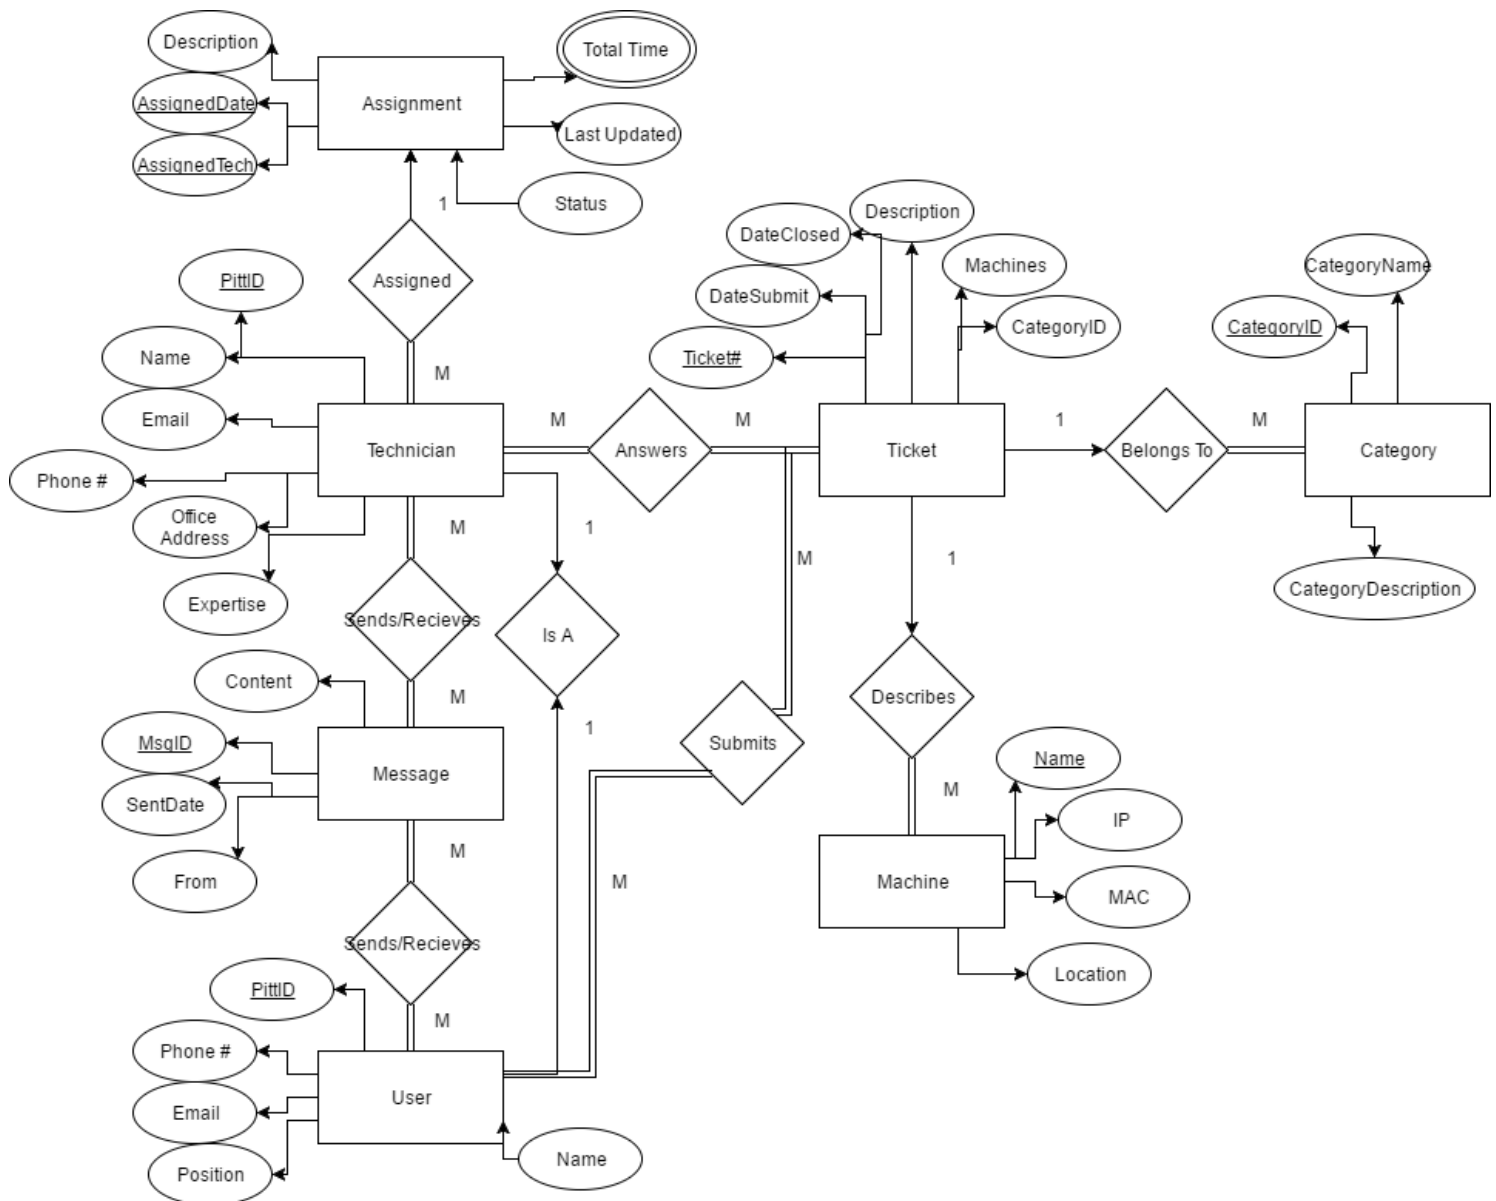 Description
Total Time
Assignment
AssignedDate
Last Updated
AssignedTech
Status
1
Description
DateClosed
Assigned
PittID
Machines
CategoryName
DateSubmit
CategoryID
CategoryID
Name
Ticket#
M
Email
M
M
1
M
Technician
Answers
Ticket
Belongs To
Category
Phone #
Office
Address
M
1
M
1
CategoryDescription
Expertise
Sends/Recieves
Is A
Content
M
Describes
1
MsgID
Submits
Name
Message
SentDate
M
IP
M
From
M
Machine
MAC
Sends/Recieves
Location
PittID
M
Phone #
User
Email
Name
Position